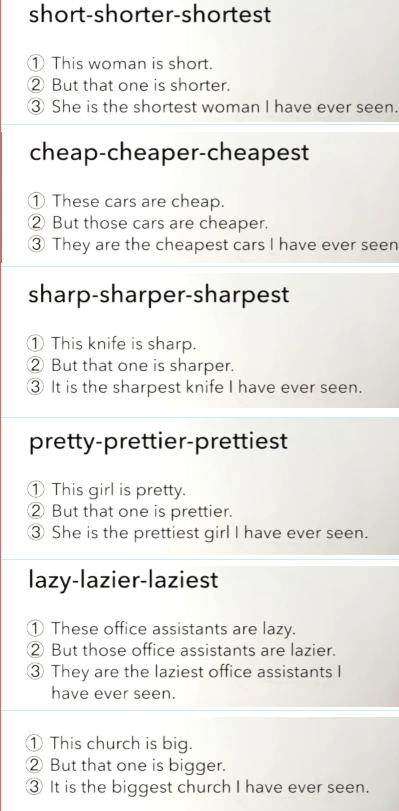 short-shorter-shortest
① This woman is short.
② But that one is shorter.
③ She is the shortest woman I have ever seen.
cheap-cheaper-cheapest
① These cars are cheap.
② But those cars are cheaper.
③ They are the cheapest cars I have ever seen
sharp-sharper-sharpest
① This knife is sharp.
② But that one is sharper.
③ It is the sharpest knife I have ever seen.
pretty-prettier-prettiest
① This girl is pretty.
② But that one is prettier.
③ She is the prettiest girl I have ever seen.
lazy-lazier-laziest
① These office assistants are lazy.
② But those office assistants are lazier.
③ They are the laziest office assistants I
have ever seen.
① This church is big.
② But that one is bigger.
③ It is the biggest church I have ever seen.